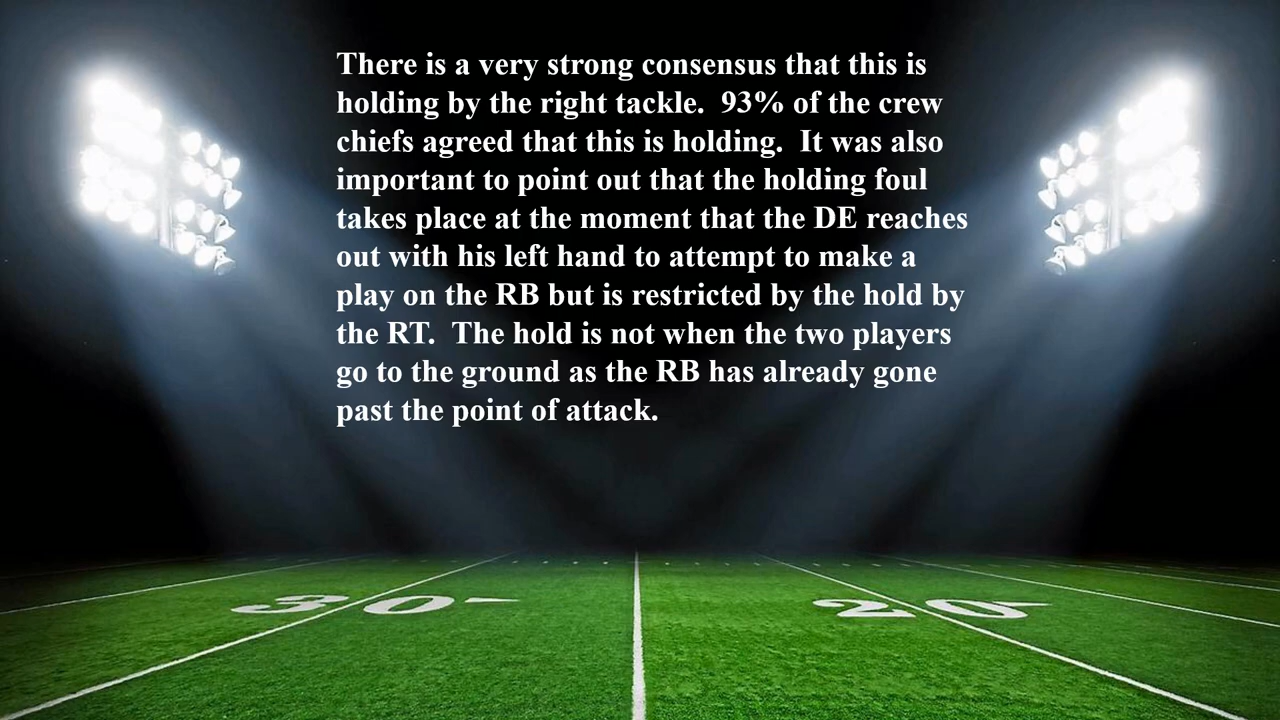 There is a very strong consensus that this is
holding by the right tackle.  93% of the crew
chiefs agreed that this is holding.  It was also
important to point out that the holding foul
takes place at the moment that the DE reaches
out with his left hand to attempt to make a
play on the RB but is restricted by the hold by
the RT.  The hold is not when the two players
go to the ground as the RB has already gone
past the point of attack.
30 20